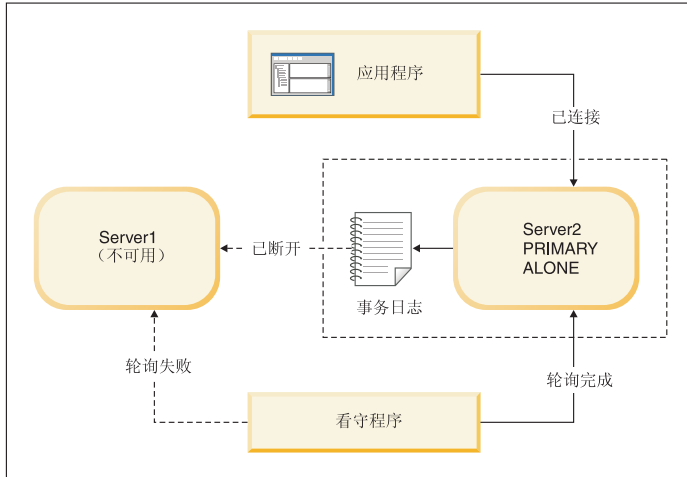 应用程序
已连接
Server1
（不可用）
已断开
Server2
PRIMARY
ALONE
事务日志
轮询失败
轮询完成
看守程序